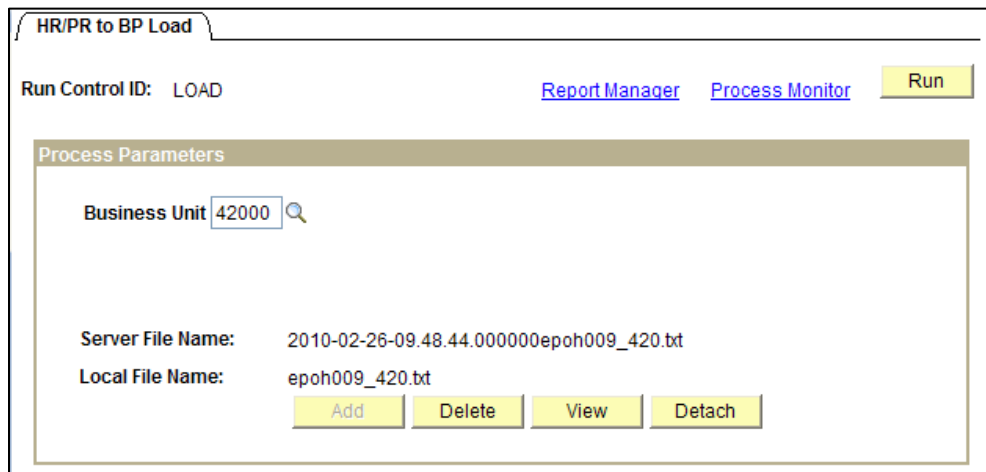 HR/PR to BP Load
Run Control ID: LOAD Report Manager Process Monitor Run
Process Parameters
Business Unit 42000
Server File Name: 2010-02-26-09.48.44.000000epoh009_420.txt
Local File Name: epoh009_420.txt
Add Delete View Detach